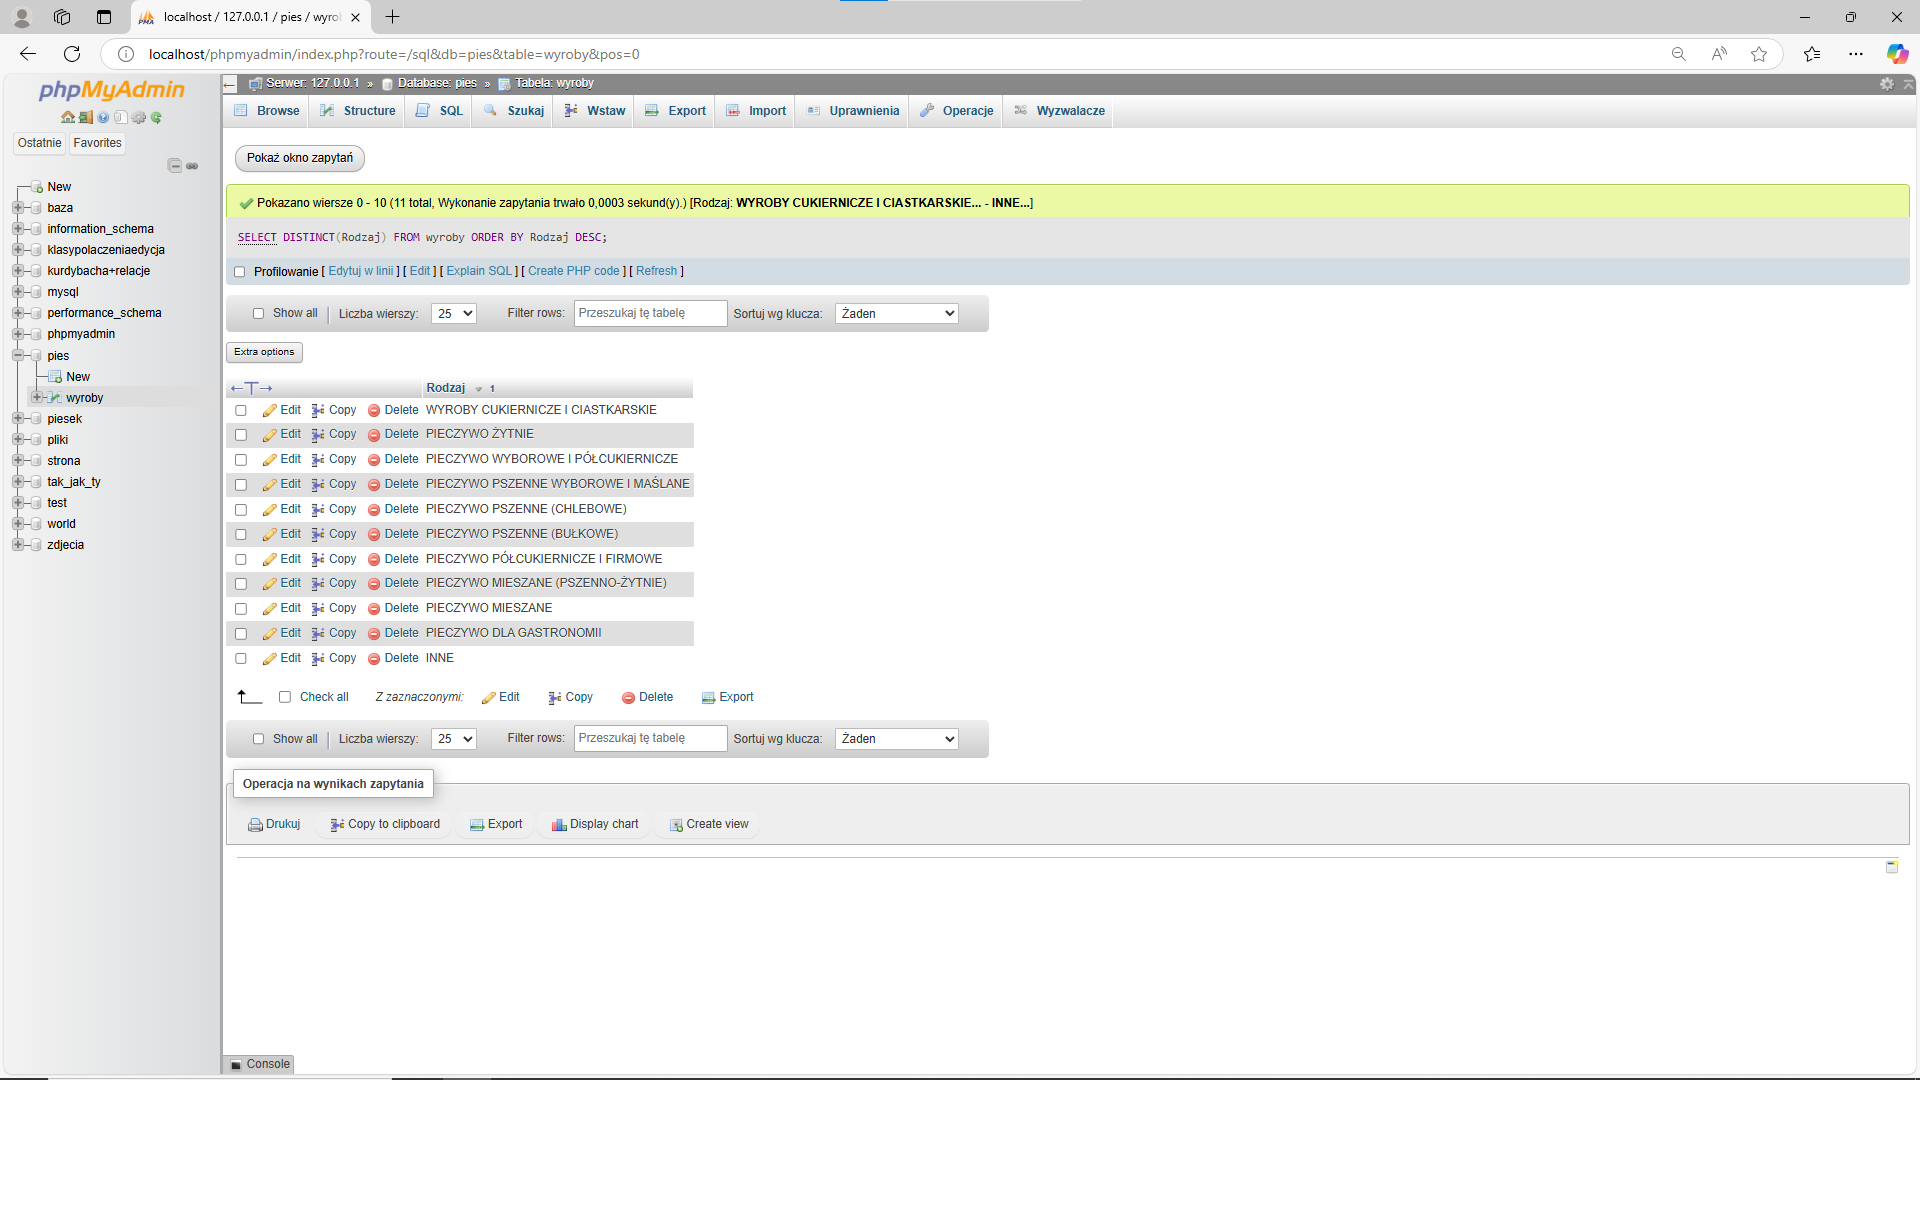 localhost / 127.0.0.1 / pies / wyro
localhost/phpmyadmin/index.php?route=/sql&db=pies&table=wyroby&pos=0
phpMyAdmin
Ostatnie Favorites
New
baza
information_schema
klasypolaczeniaedycja
kurdybacha+relacje
mysql
performance_schema
phpmyadmin
pies
New
wyroby
piesek
pliki
strona
tak_jak_ty
test
world
zdjecia
Serwer: 127.0.0.1 » Database: pies » Tabela: wyroby
Browse Structure SQL Szukaj Wstaw Export Import Uprawnienia Operacje Wyzwalacze
Pokaż okno zapytań
Pokazano wiersze 0 - 10 (11 total, Wykonanie zapytania trwało 0,0003 sekund(y).) [Rodzaj: WYROBY CUKIERNICZE I CIASTKARSKIE... - INNE...]
SELECT DISTINCT(Rodzaj) FROM wyroby ORDER BY Rodzaj DESC;
Profilowanie [ Edytuj w linii ] [ Edit ] [ Explain SQL ] [ Create PHP code ] [ Refresh ]
Show all Liczba wierszy: 25 Filter rows: Przeszukaj tę tabelę Sortuj wg klucza: Żaden
Extra options
←T→ Rodzaj 1
Edit Copy Delete WYROBY CUKIERNICZE I CIASTKARSKIE
Edit Copy Delete PIECZYWO ŻYTNIE
Edit Copy Delete PIECZYWO WYBOROWE I PÓŁCUKIERNICZE
Edit Copy Delete PIECZYWO PSZENNE WYBOROWE I MAŚLANE
Edit Copy Delete PIECZYWO PSZENNE (CHLEBOWE)
Edit Copy Delete PIECZYWO PSZENNE (BUŁKOWE)
Edit Copy Delete PIECZYWO PÓŁCUKIERNICZE I FIRMOWE
Edit Copy Delete PIECZYWO MIESZANE (PSZENNO-ŻYTNIE)
Edit Copy Delete PIECZYWO MIESZANE
Edit Copy Delete PIECZYWO DLA GASTRONOMII
Edit Copy Delete INNE
Check all Z zaznaczonymi: Edit Copy Delete Export
Show all Liczba wierszy: 25 Filter rows: Przeszukaj tę tabelę Sortuj wg klucza: Żaden
Operacja na wynikach zapytania
Drukuj Copy to clipboard Export Display chart Create view
Console